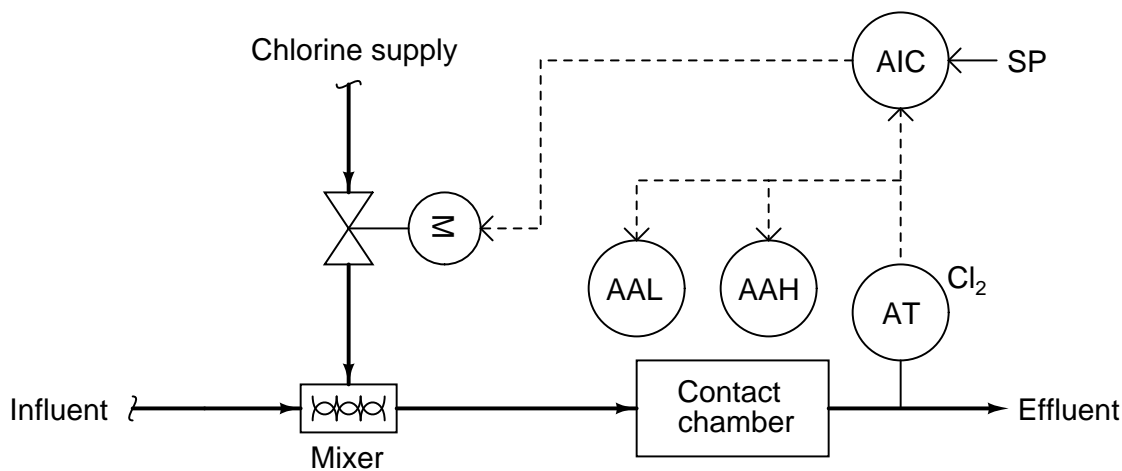 Chlorine supply
AIC
SP
M
AAL
AAH
AT
Cl₂
Influent
Mixer
Contact
chamber
Effluent